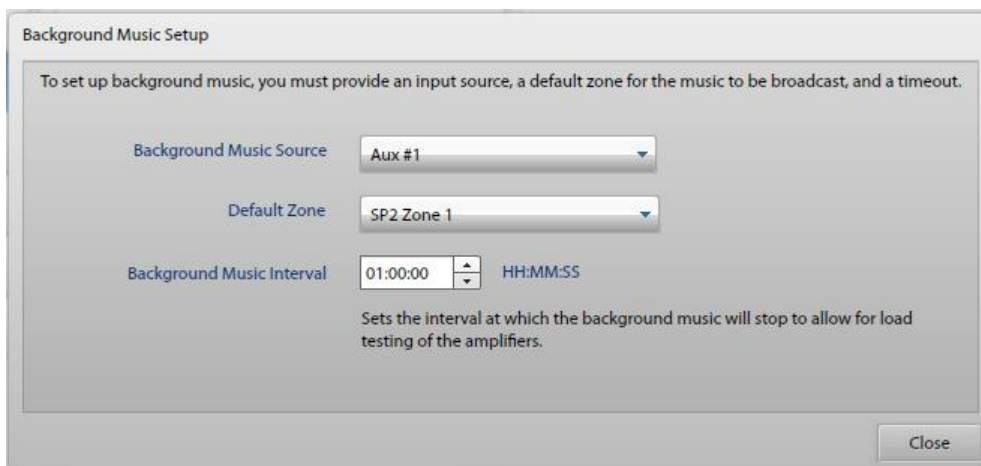 Background Music Setup
To set up background music, you must provide an input source, a default zone for the music to be broadcast, and a timeout.
Background Music Source
Aux #1
Default Zone
SP2 Zone 1
Background Music Interval
01:00:00
HH:MM:SS
Sets the interval at which the background music will stop to allow for load
testing of the amplifiers.
Close